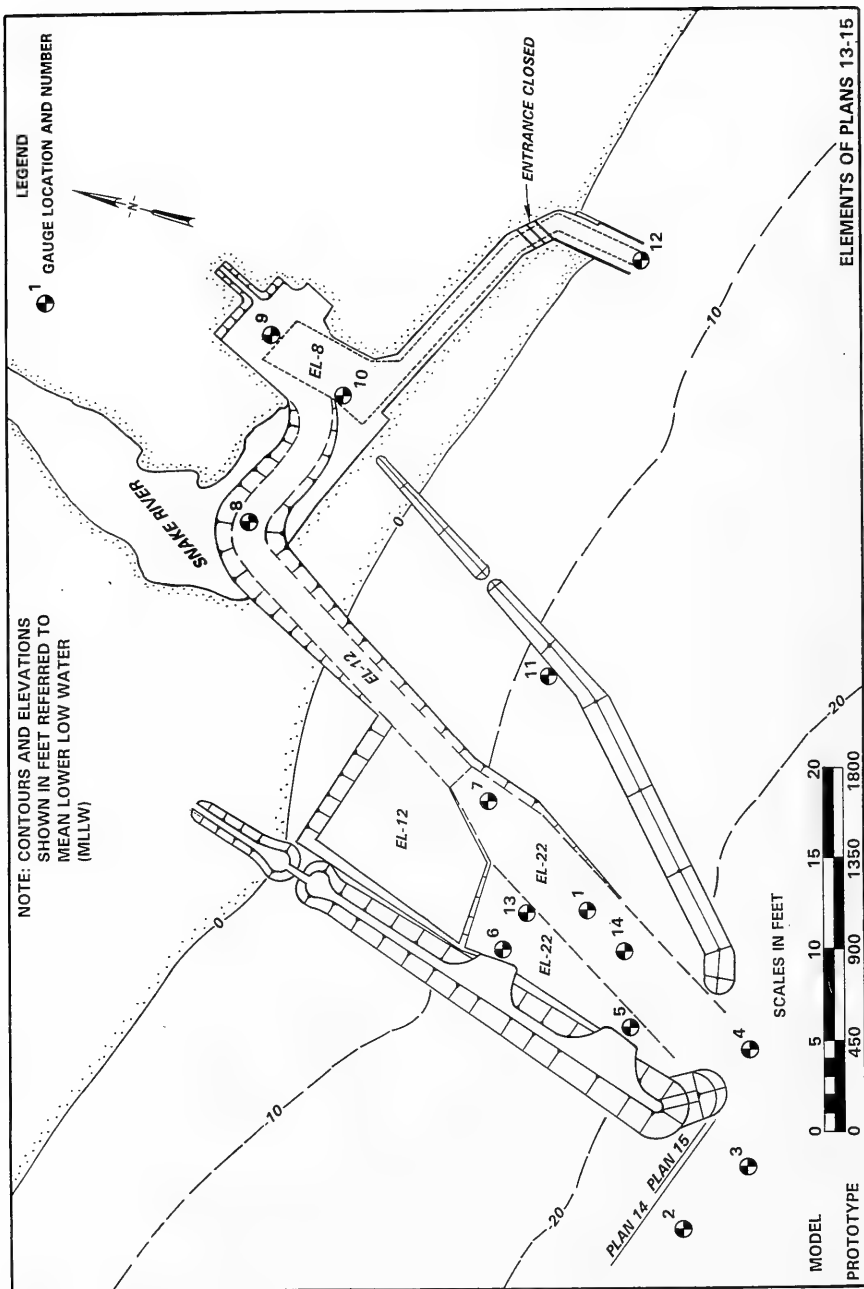 NOTE: CONTOURS AND ELEVATIONS
SHOWN IN FEET REFERRED TO
MEAN LOWER LOW WATER
(MLLW)
LEGEND
1 GAUGE LOCATION AND NUMBER
N
SNAKE RIVER
9
EL-8
10
8
ENTRANCE CLOSED
12
0
0
EL-12
EL-12
11
7
EL-22
13
1
6
EL-22
14
5
4
3
2
-10
-10
-20
-20
PLAN 14
PLAN 15
SCALES IN FEET
MODEL 0 5 10 15 20
PROTOTYPE 0 450 900 1350 1800
ELEMENTS OF PLANS 13-15